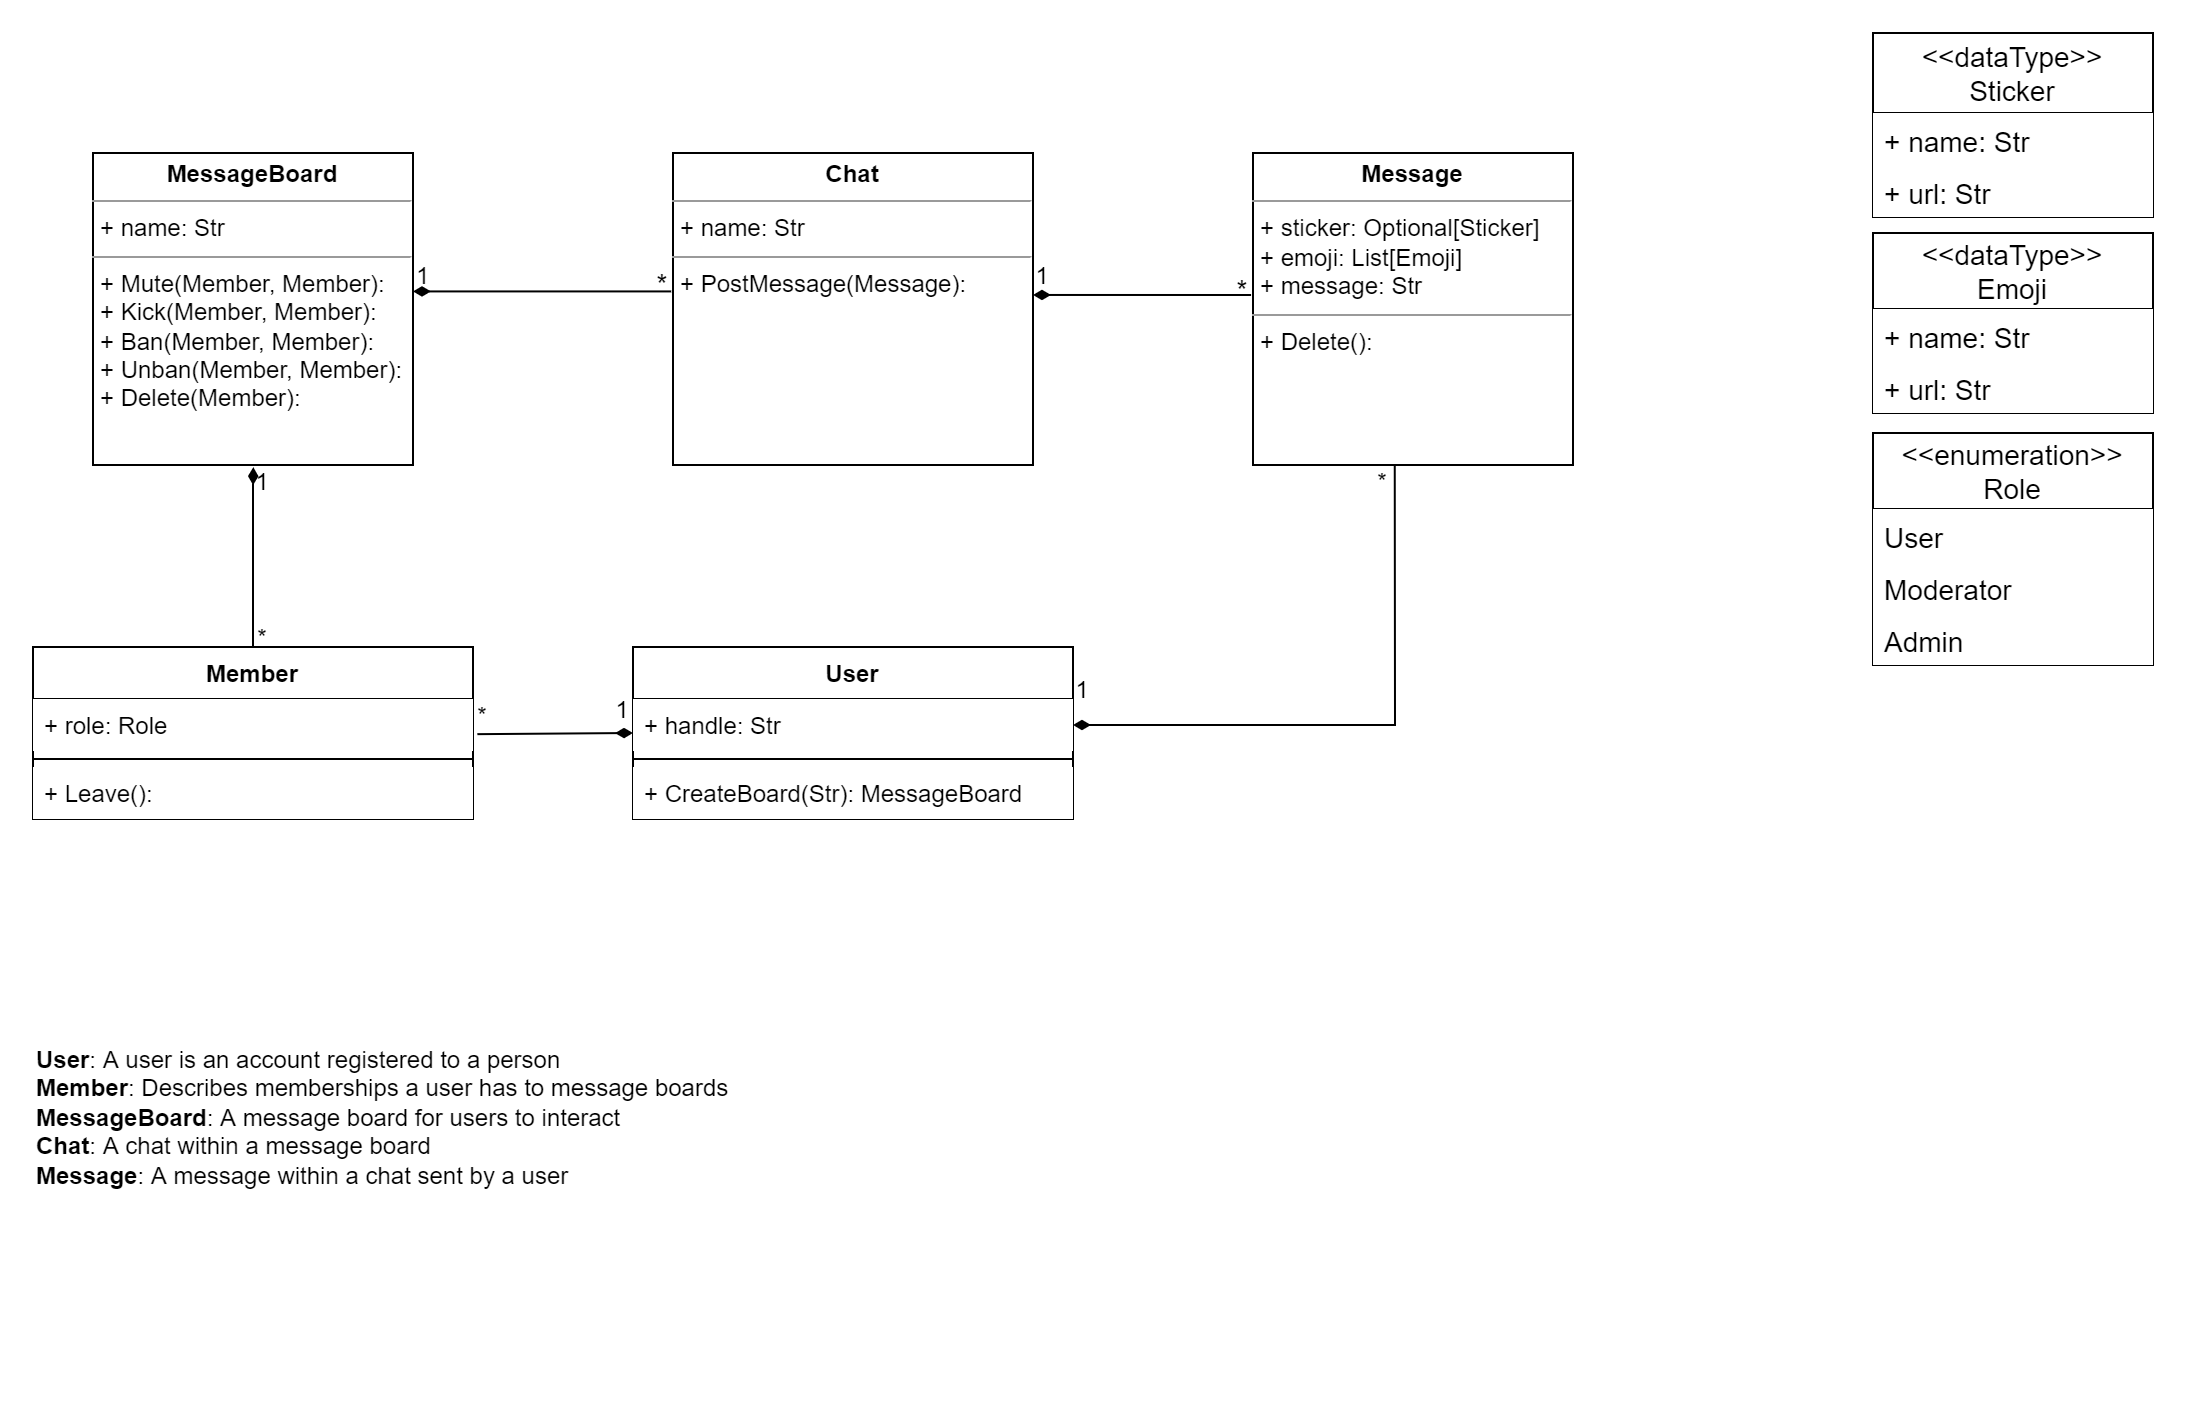 <<dataType>>
Sticker
+ name: Str
+ url: Str
MessageBoard
+ name: Str
+ Mute(Member, Member):
+ Kick(Member, Member):
+ Ban(Member, Member):
+ Unban(Member, Member):
+ Delete(Member):
1
*
Chat
+ name: Str
+ PostMessage(Message):
1
*
Message
+ sticker: Optional[Sticker]
+ emoji: List[Emoji]
+ message: Str
+ Delete():
<<dataType>>
Emoji
+ name: Str
+ url: Str
<<enumeration>>
Role
User
Moderator
Admin
1
*
*
Member
+ role: Role
+ Leave():
*
1
User
+ handle: Str
+ CreateBoard(Str): MessageBoard
1
User: A user is an account registered to a person
Member: Describes memberships a user has to message boards
MessageBoard: A message board for users to interact
Chat: A chat within a message board
Message: A message within a chat sent by a user